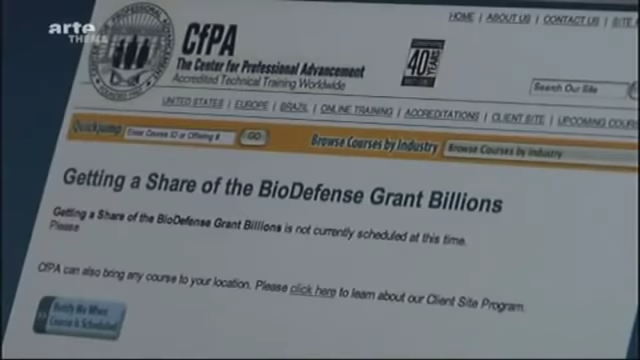 arte
THEMA
HOME | ABOUT US | CONTACT US | SITE
CfPA
The Center for Professional Advancement
Accredited Technical Training Worldwide
40 YEARS
Search Our Site
UNITED STATES | EUROPE | BRAZIL | ONLINE TRAINING | ACCREDITATIONS | CLIENT SITE | UPCOMING COURS
Quickjump Enter Course ID or Offering # GO Browse Courses by Industry Browse Courses by Industry
Getting a Share of the BioDefense Grant Billions
Getting a Share of the BioDefense Grant Billions is not currently scheduled at this time.
Please
CfPA can also bring any course to your location. Please click here to learn about our Client Site Program.
Notify Me When
Course is Scheduled